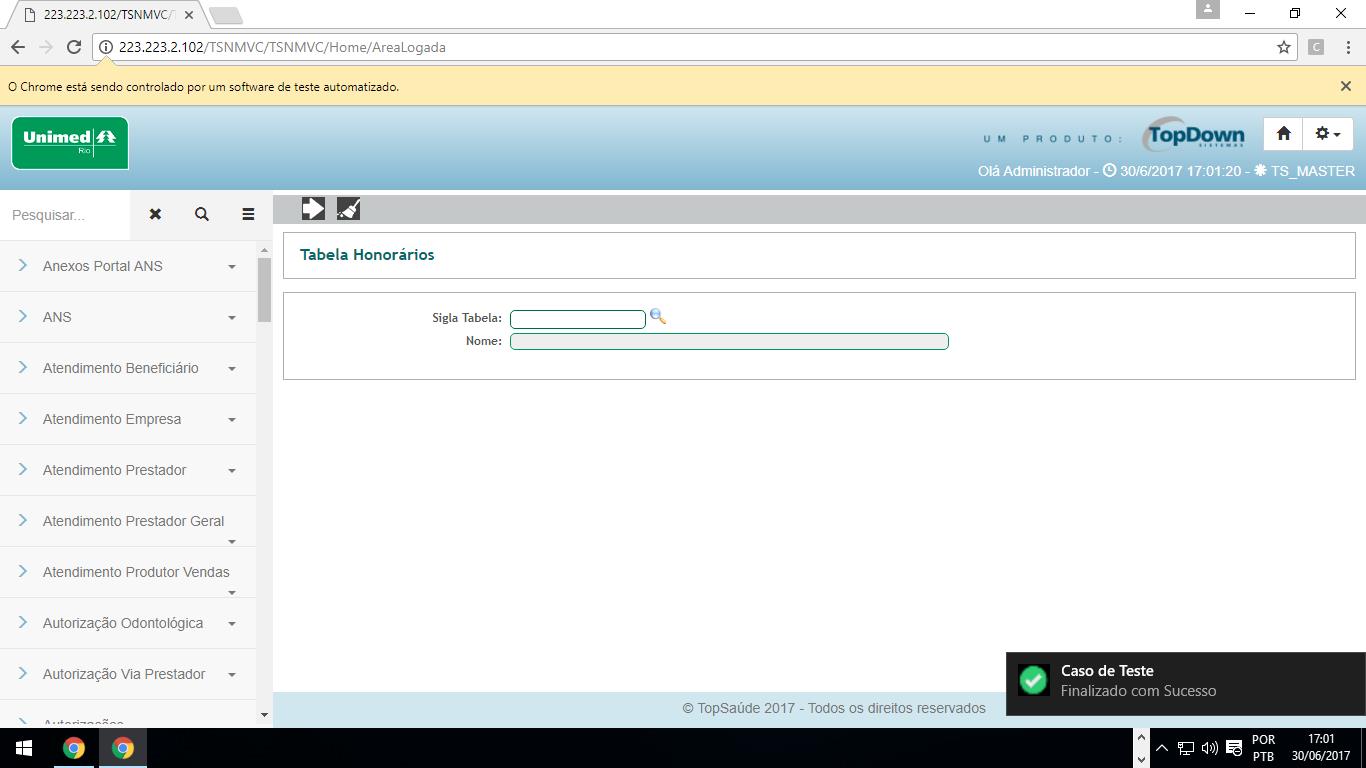 223.223.2.102/TSNMVC/T
223.223.2.102/TSNMVC/TSNMVC/Home/AreaLogada
C
O Chrome está sendo controlado por um software de teste automatizado.
Unimed
Rio
UM PRODUTO:
TopDown
SISTEMAS
Olá Administrador - 30/6/2017 17:01:20 - TS_MASTER
Pesquisar...
Tabela Honorários
Sigla Tabela:
Nome:
Anexos Portal ANS
ANS
Atendimento Beneficiário
Atendimento Empresa
Atendimento Prestador
Atendimento Prestador Geral
Atendimento Produtor Vendas
Autorização Odontológica
Autorização Via Prestador
Autorizações
Caso de Teste
Finalizado com Sucesso
© TopSaúde 2017 - Todos os direitos reservados
POR
PTB
17:01
30/06/2017